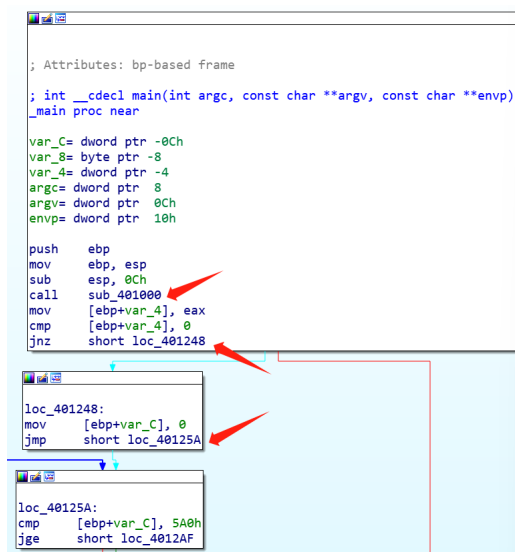 ; Attributes: bp-based frame
; int __cdecl main(int argc, const char **argv, const char **envp)
_main proc near
var_C= dword ptr -0Ch
var_8= byte ptr -8
var_4= dword ptr -4
argc= dword ptr  8
argv= dword ptr  0Ch
envp= dword ptr  10h
push    ebp
mov     ebp, esp
sub     esp, 0Ch
call    sub_401000
mov     [ebp+var_4], eax
cmp     [ebp+var_4], 0
jnz     short loc_401248
loc_401248:
mov     [ebp+var_C], 0
jmp     short loc_40125A
loc_40125A:
cmp     [ebp+var_C], 5A0h
jge     short loc_4012AF